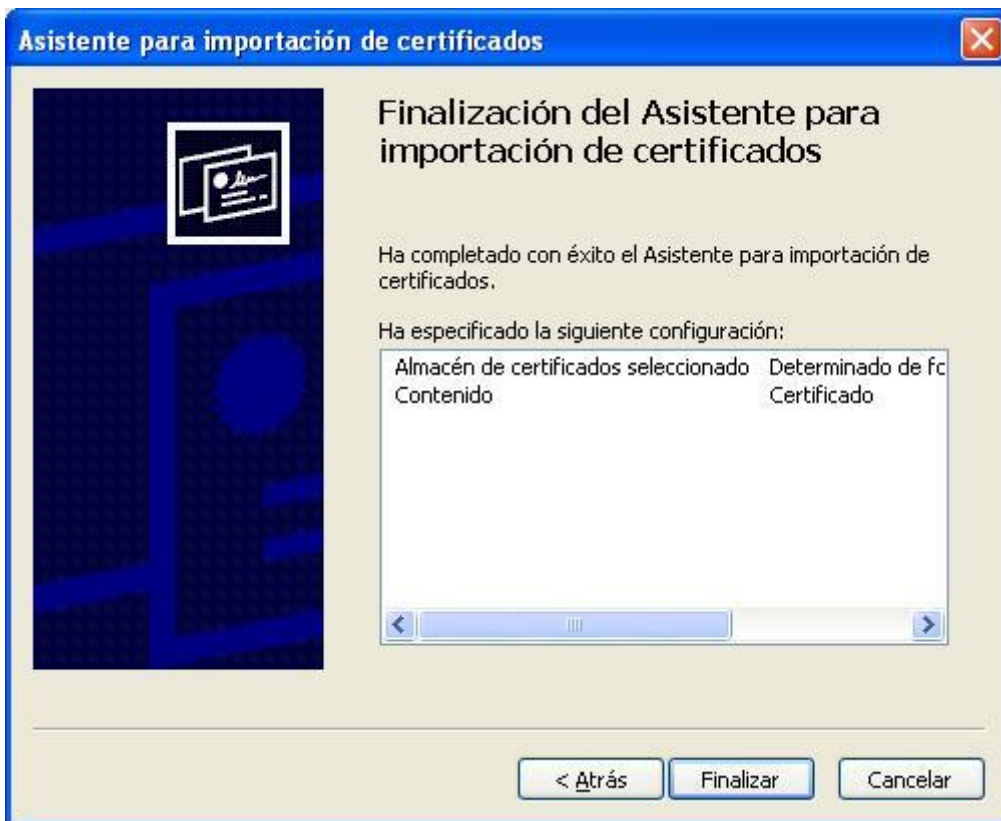 Asistente para importación de certificados
Finalización del Asistente para
importación de certificados
Ha completado con éxito el Asistente para importación de
certificados.
Ha especificado la siguiente configuración:
Almacén de certificados seleccionado Determinado de fo
Contenido Certificado
< Atrás Finalizar Cancelar